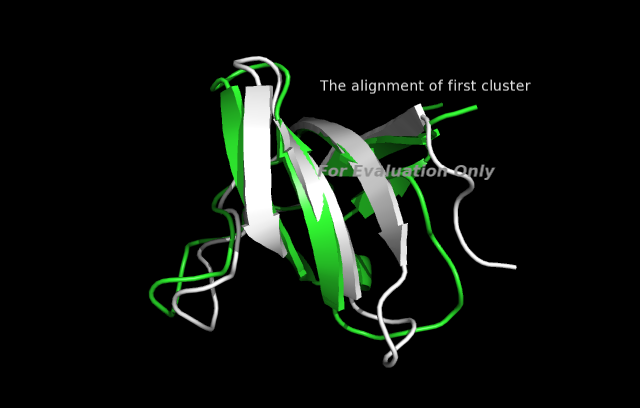 The alignment of first cluster
For Evaluation Only